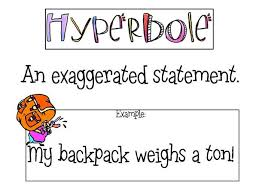 Hyperbole
An exaggerated statement.
Example:
My backpack weighs a ton!